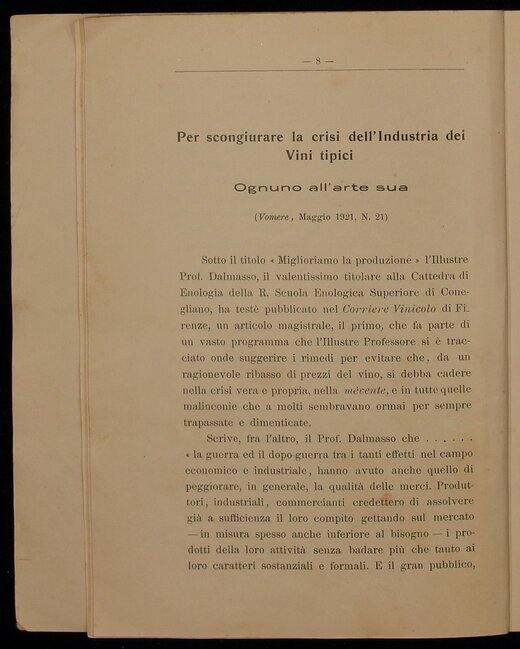 — 8 —
Per scongiurare la crisi dell'Industria dei
Vini tipici
Ognuno all'arte sua
(Vomere, Maggio 1921, N. 21)
Sotto il titolo « Miglioriamo la produzione » l'Illustre
Prof. Dalmasso, il valentissimo titolare alla Cattedra di
Enologia della R. Scuola Enologica Superiore di Cone-
gliano, ha testè pubblicato nel Corriere Vinicolo di Fi-
renze, un articolo magistrale, il primo, che fa parte di
un vasto programma che l'Illustre Professore si è trac-
ciato onde suggerire i rimedi per evitare che, da un
ragionevole ribasso di prezzi del vino, si debba cadere
nella crisi vera e propria, nella mévente, e in tutte quelle
malinconie che a molti sembravano ormai per sempre
trapassate e dimenticate.
Scrive, fra l'altro, il Prof. Dalmasso che . . . . . .
« la guerra ed il dopo-guerra fra i tanti effetti nel campo
economico e industriale, hanno avuto anche quello di
peggiorare, in generale, la qualità delle merci. Produt-
tori, industriali, commercianti credettero di assolvere
già a sufficienza il loro compito gettando sul mercato
— in misura spesso anche inferiore al bisogno — i pro-
dotti della loro attività senza badare più che tanto ai
loro caratteri sostanziali e formali. E il gran pubblico,